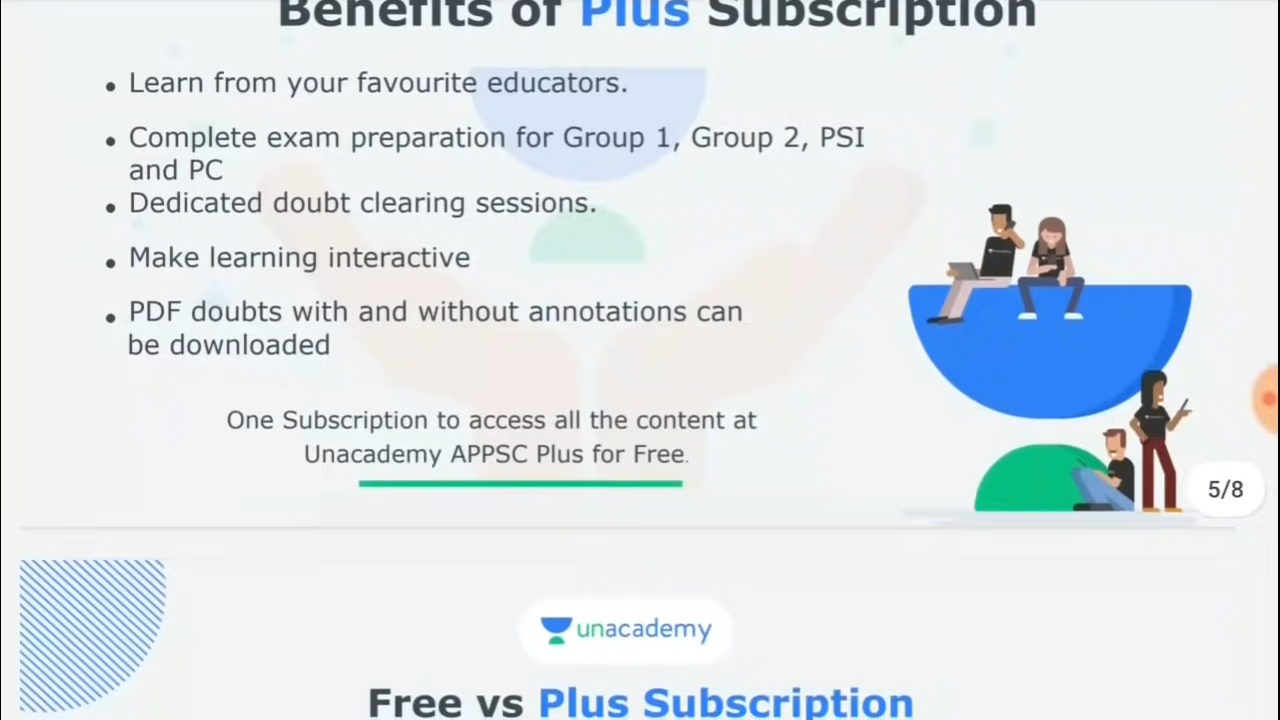 Benefits of Plus Subscription
• Learn from your favourite educators.
• Complete exam preparation for Group 1, Group 2, PSI
and PC
• Dedicated doubt clearing sessions.
• Make learning interactive
• PDF doubts with and without annotations can
be downloaded
One Subscription to access all the content at
Unacademy APPSC Plus for Free.
5/8
unacademy
Free vs Plus Subscription